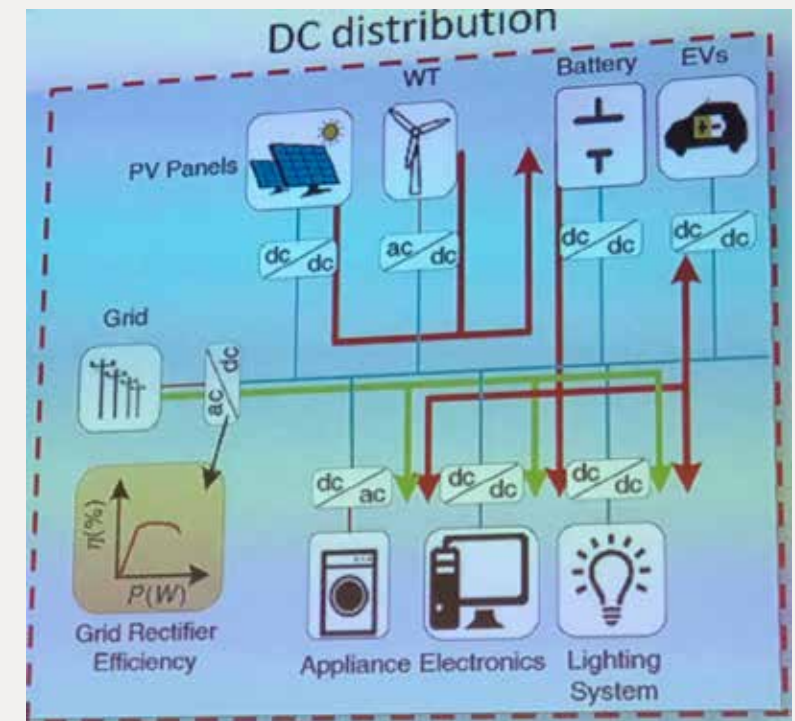 DC distribution
WT
Battery
EVs
PV Panels
dc
dc
ac
dc
dc
dc
dc
dc
Grid
ac
dc
dc
ac
dc
dc
dc
dc
η(%)
P(W)
Grid Rectifier
Efficiency
Appliance
Electronics
Lighting
System